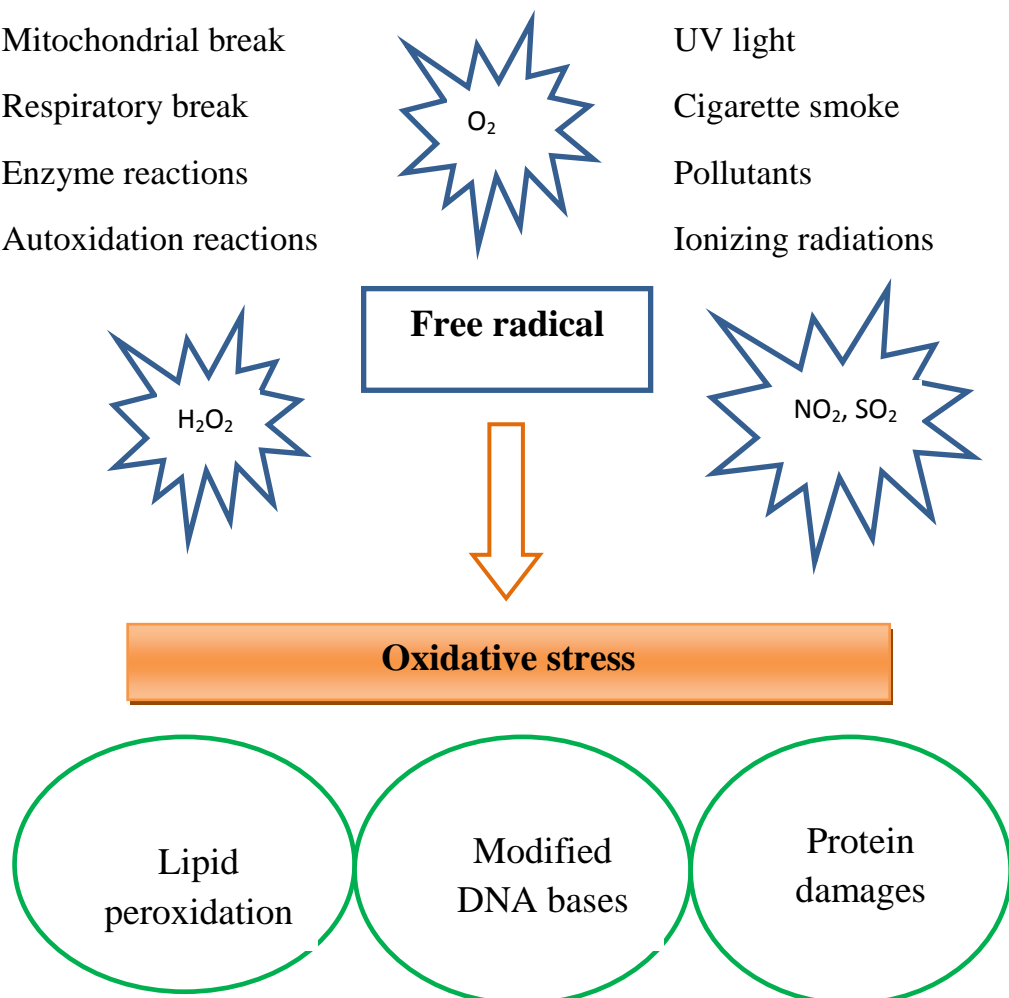 Mitochondrial break
Respiratory break
Enzyme reactions
Autoxidation reactions
O₂
UV light
Cigarette smoke
Pollutants
Ionizing radiations
Free radical
H₂O₂
NO₂, SO₂
Oxidative stress
Lipid
peroxidation
Modified
DNA bases
Protein
damages